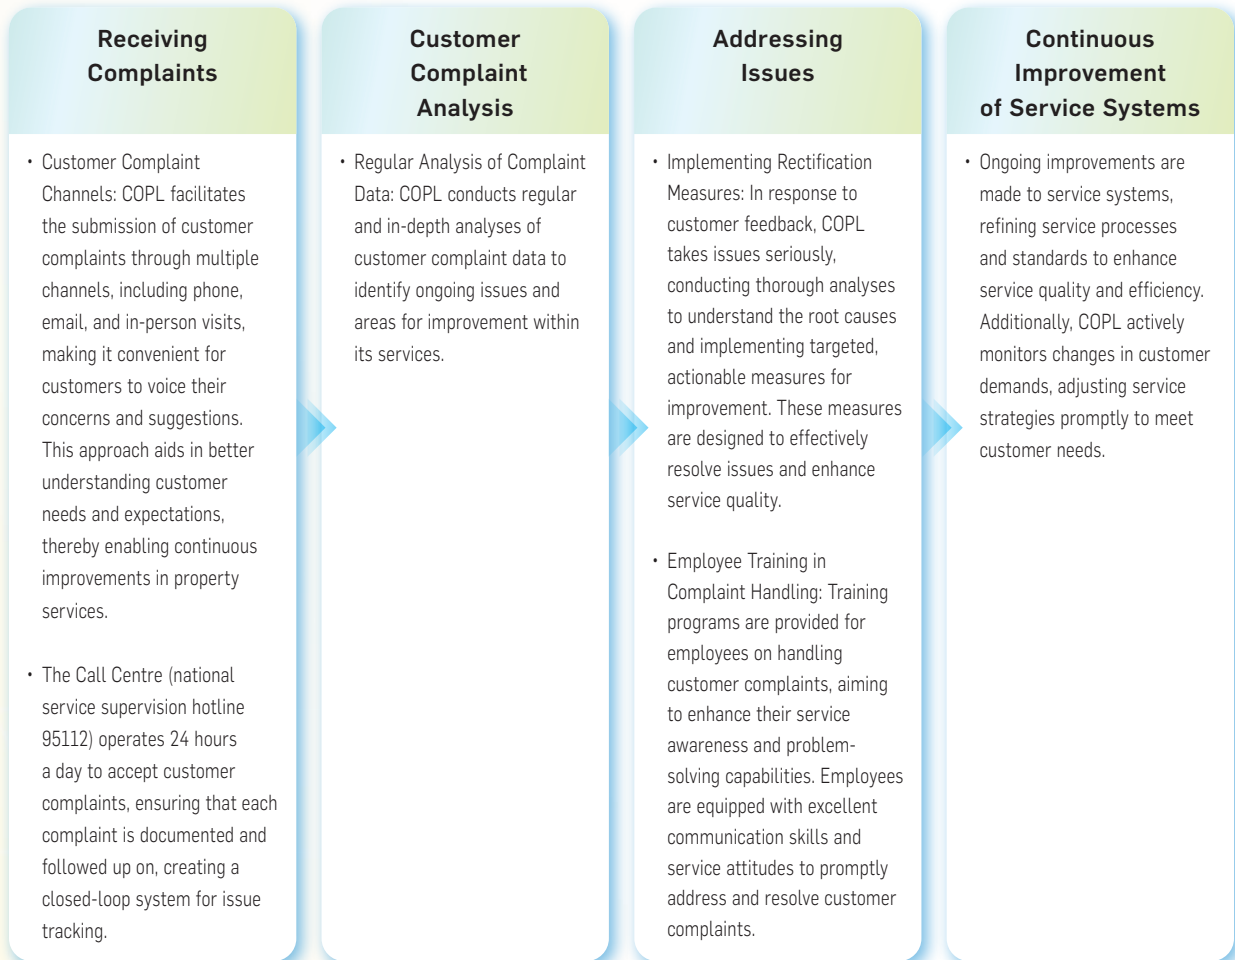 Receiving
Complaints
• Customer Complaint
Channels: COPL facilitates
the submission of customer
complaints through multiple
channels, including phone,
email, and in-person visits,
making it convenient for
customers to voice their
concerns and suggestions.
This approach aids in better
understanding customer
needs and expectations,
thereby enabling continuous
improvements in property
services.
• The Call Centre (national
service supervision hotline
95112) operates 24 hours
a day to accept customer
complaints, ensuring that each
complaint is documented and
followed up on, creating a
closed-loop system for issue
tracking.
Customer
Complaint
Analysis
• Regular Analysis of Complaint
Data: COPL conducts regular
and in-depth analyses of
customer complaint data to
identify ongoing issues and
areas for improvement within
its services.
Addressing
Issues
• Implementing Rectification
Measures: In response to
customer feedback, COPL
takes issues seriously,
conducting thorough analyses
to understand the root causes
and implementing targeted,
actionable measures for
improvement. These measures
are designed to effectively
resolve issues and enhance
service quality.
• Employee Training in
Complaint Handling: Training
programs are provided for
employees on handling
customer complaints, aiming
to enhance their service
awareness and problem-
solving capabilities. Employees
are equipped with excellent
communication skills and
service attitudes to promptly
address and resolve customer
complaints.
Continuous
Improvement
of Service Systems
• Ongoing improvements are
made to service systems,
refining service processes
and standards to enhance
service quality and efficiency.
Additionally, COPL actively
monitors changes in customer
demands, adjusting service
strategies promptly to meet
customer needs.